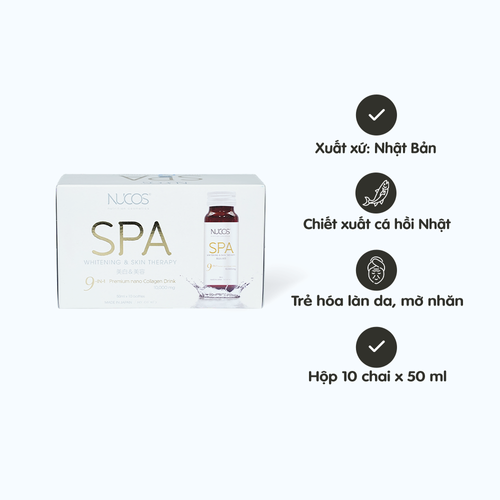 NUCOS
SPA
WHITENING & SKIN THERAPY
Premium nano Collagen Drink
NUCOS
SPA
Xuất xứ: Nhật Bản
Chiết xuất cá hồi Nhật
Trẻ hóa làn da, mờ nhăn
Hộp 10 chai x 50 ml